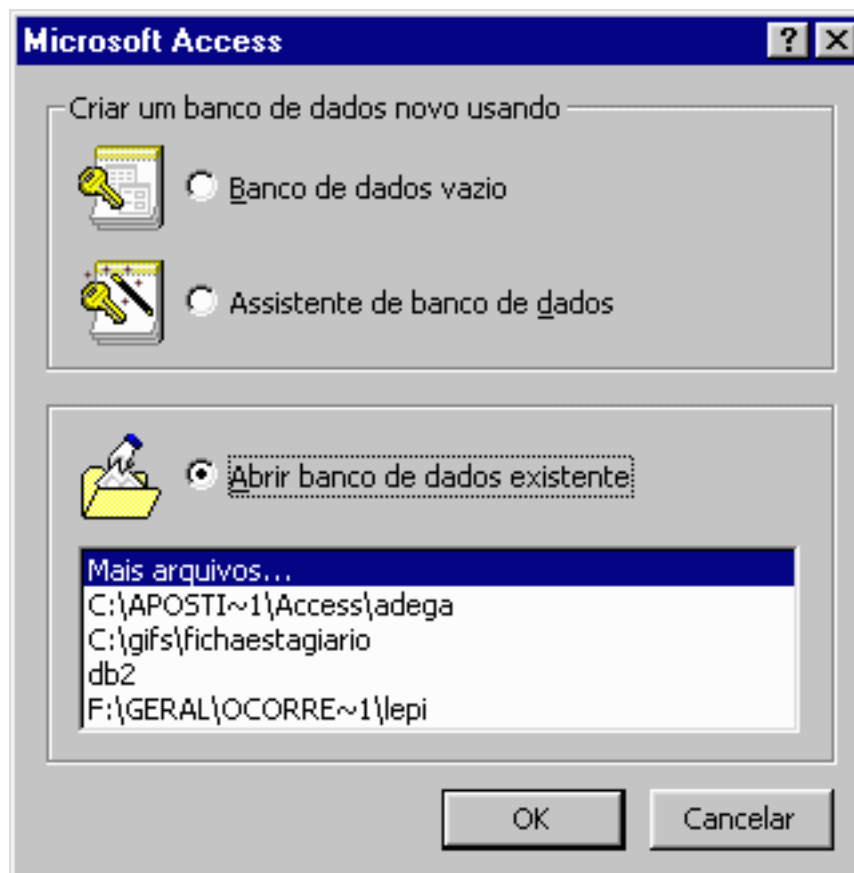 Microsoft Access
Criar um banco de dados novo usando
Banco de dados vazio
Assistente de banco de dados
Abrir banco de dados existente
Mais arquivos...
C:\APOSTI~1\Access\adega
C:\gifs\fichaestagiario
db2
F:\GERAL\OCORRE~1\lepi
OK Cancelar